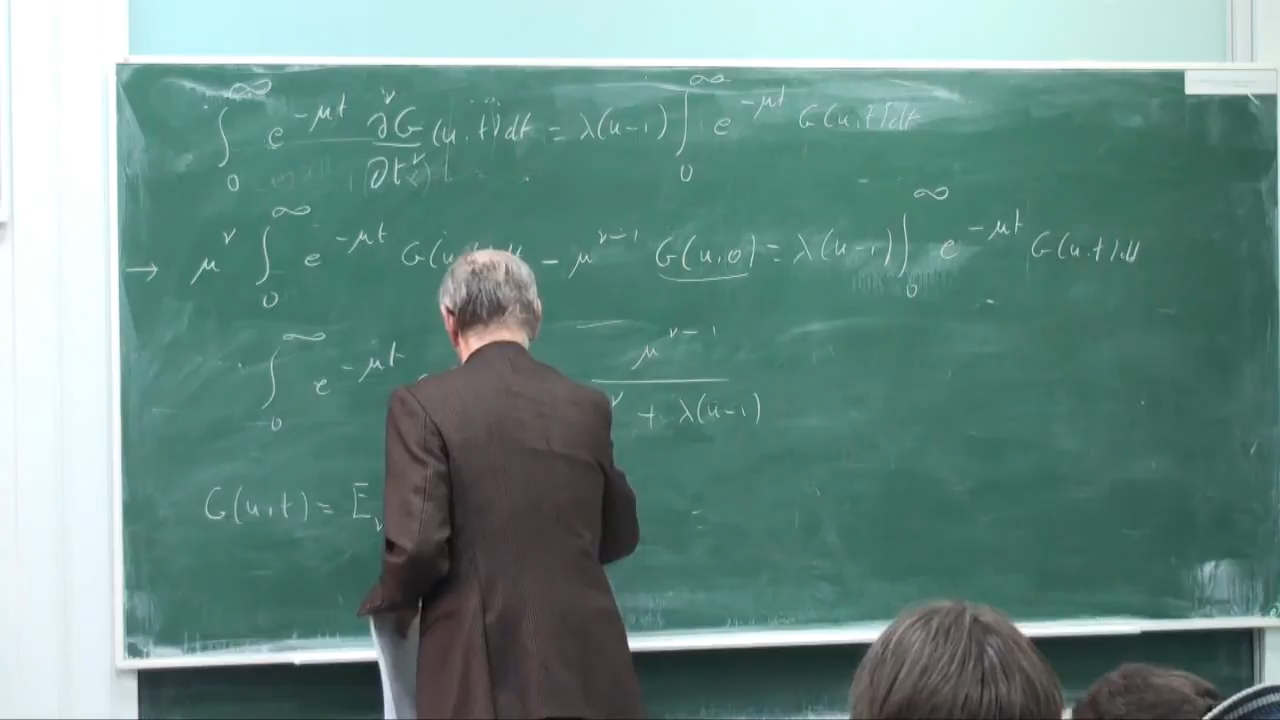 ∫₀^∞ e^{-μt} ∂^ν G/∂t^ν (u,t) dt = λ(u-1) ∫₀^∞ e^{-μt} G(u,t) dt
→ μ^ν ∫₀^∞ e^{-μt} G(u - μ^{ν-1} G(u,0) = λ(u-1) ∫₀^∞ e^{-μt} G(u,t) dt
∫₀^∞ e^{-μt} μ^{ν-1} / ^ν + λ(u-1)
G(u,t) = E_ν =